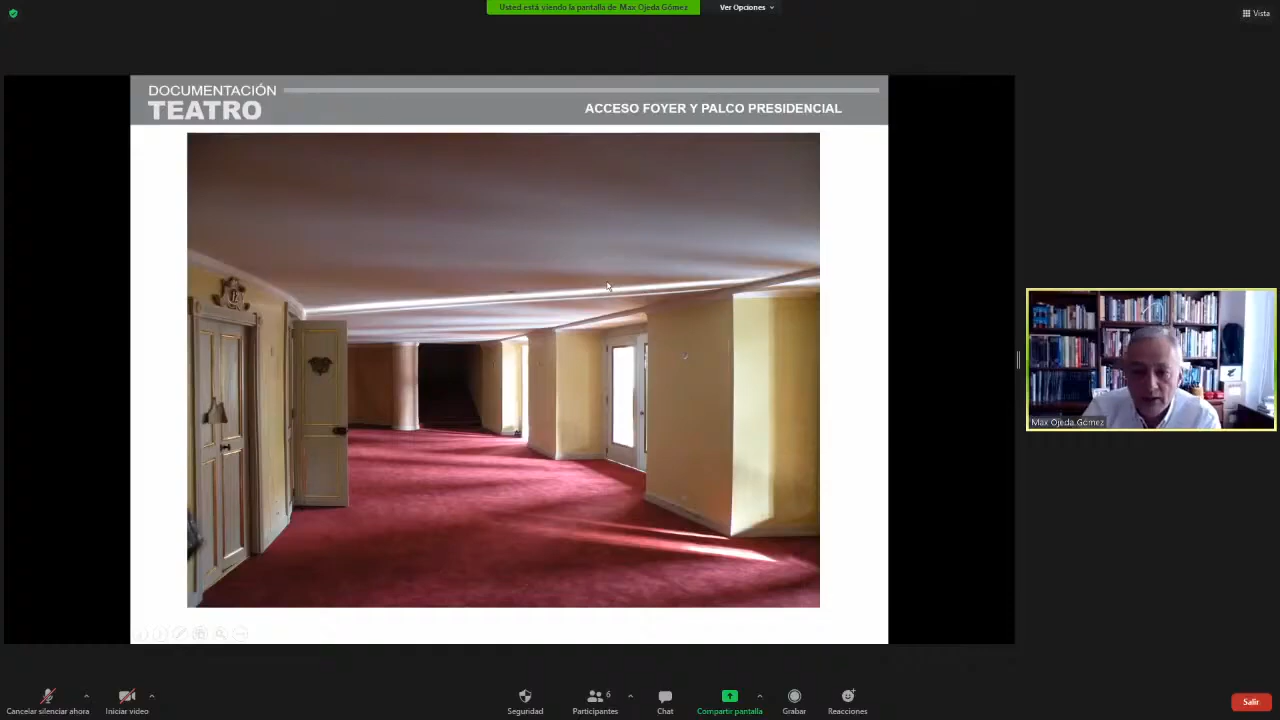 Usted está viendo la pantalla de Max Ojeda Gómez
Ver Opciones
Vista
DOCUMENTACIÓN
TEATRO
ACCESO FOYER Y PALCO PRESIDENCIAL
Max Ojeda Gómez
Cancelar silenciar ahora
Iniciar video
Seguridad
6
Participantes
Chat
Compartir pantalla
Grabar
Reacciones
Salir